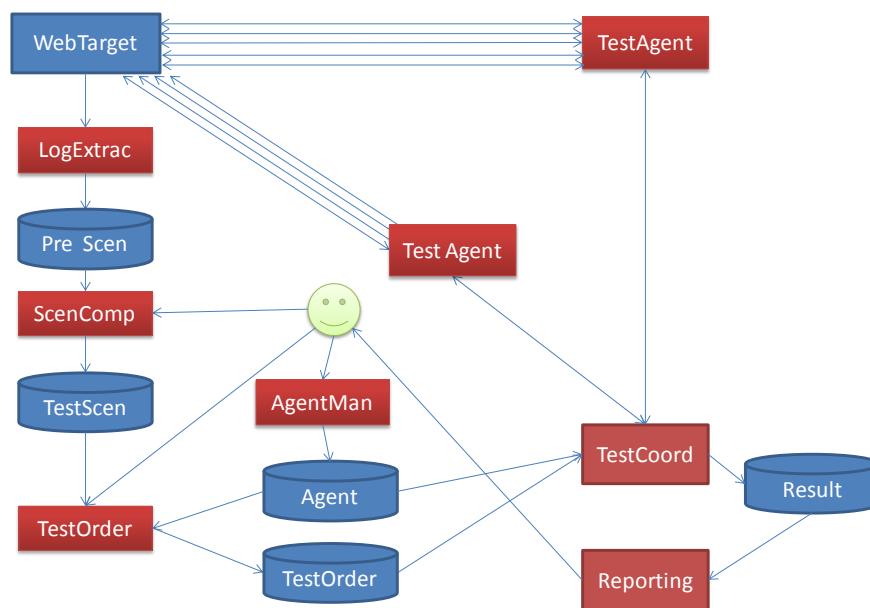 WebTarget
TestAgent
LogExtrac
Pre Scen
Test Agent
ScenComp
TestScen
AgentMan
TestCoord
Agent
Result
TestOrder
TestOrder
Reporting